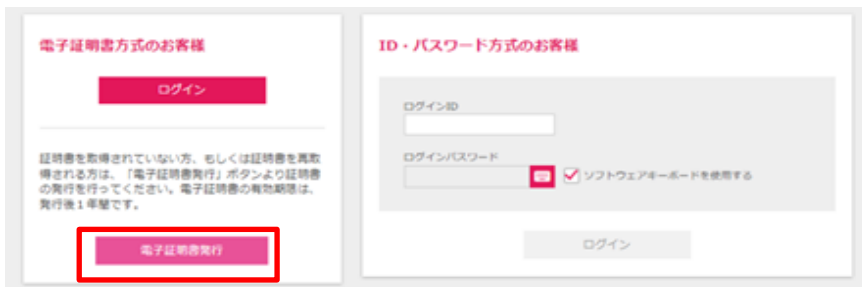 電子証明書方式のお客様
ログイン
証明書を取得されていない方、もしくは証明書を再取
得される方は、「電子証明書発行」ボタンより証明書
の発行を行ってください。電子証明書の有効期限は、
発行後1年間です。
電子証明書発行
ID・パスワード方式のお客様
ログインID
ログインパスワード
ソフトウェアキーボードを使用する
ログイン